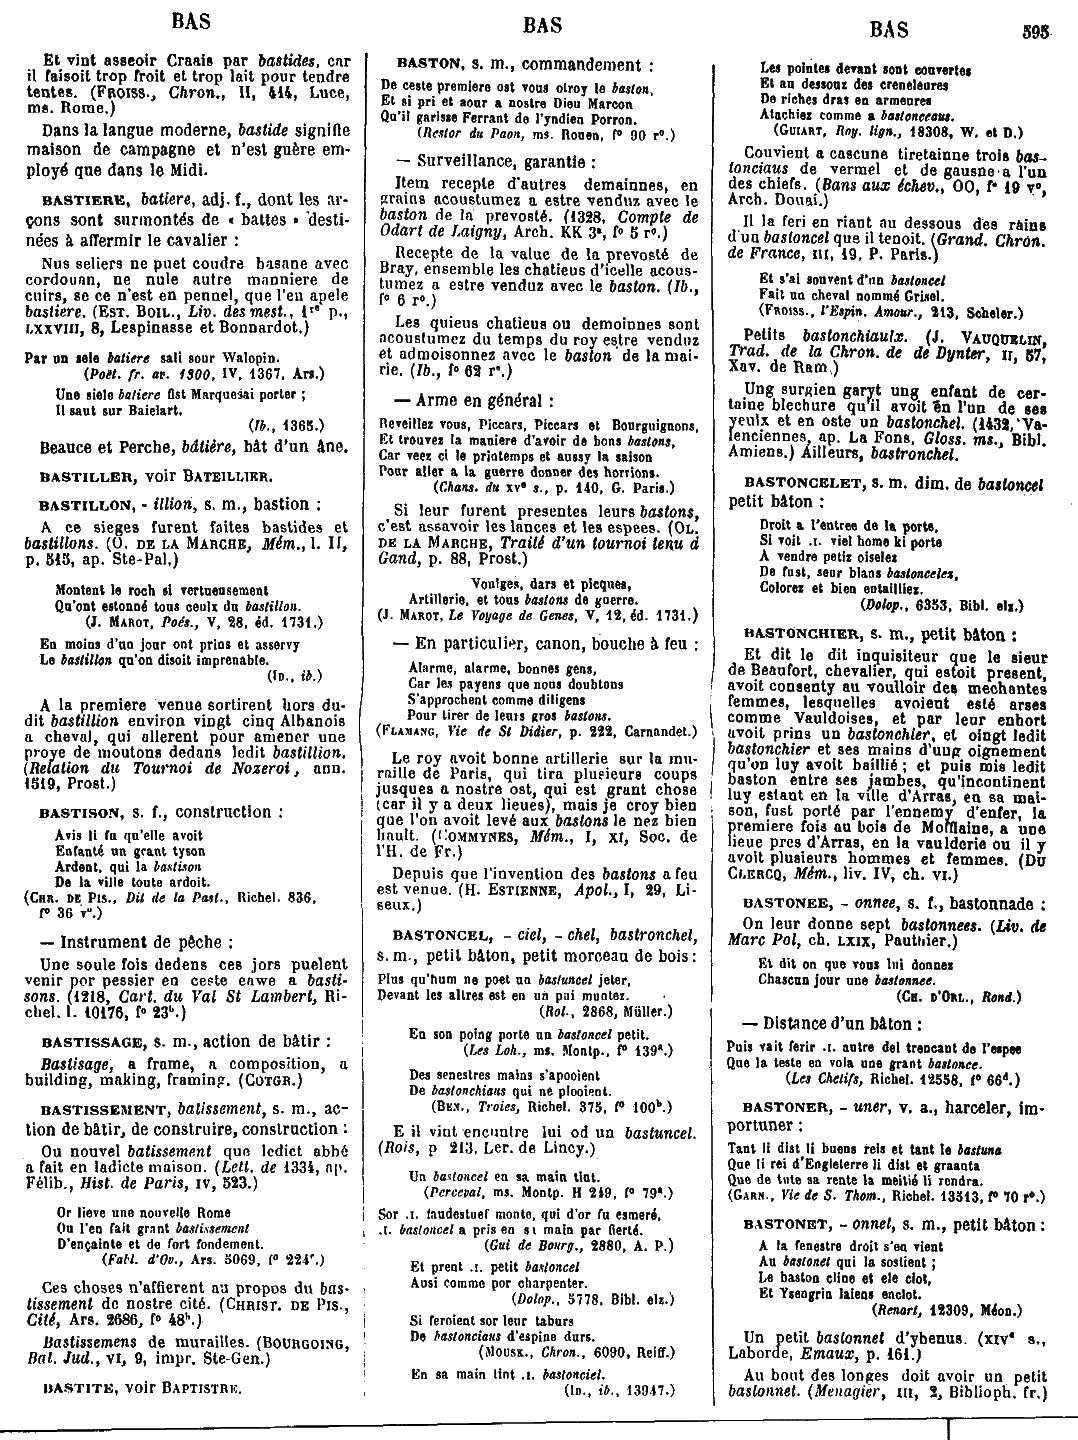 BAS
BAS
BAS 595
Et vint asseoir Craais par bastides, car
il faisoit trop froit et trop lait pour tendre
tentes. (FROISS., Chron., II, 414, Luce,
ms. Rome.)
Dans la langue moderne, bastide signifie
maison de campagne et n'est guère em-
ployé que dans le Midi.
BASTIERE, batiere, adj. f., dont les ar-
çons sont surmontés de « battes » desti-
nées à affermir le cavalier :
Nus seliers ne puet coudre basane avec
cordouan, ne nule autre manniere de
cuirs, se ce n'est en pennel, que l'en apele
bastiere. (EST. BOIL., Liv. des mest., 1re p.,
LXXVIII, 8, Lespinasse et Bonnardot.)
Par un sele batiere sali sour Walopin.
(Poët. fr. av. 1300, IV, 1367, Ars.)
Une siele batiere fist Marquesai porter ;
Il saut sur Baielart.
(Ib., 1365.)
Beauce et Perche, bâtière, bât d'un âne.
BASTILLER, voir BATEILLIER.
BASTILLON, - illion, s. m., bastion :
A ce sieges furent faites bastides et
bastillons. (O. DE LA MARCHE, Mém., l. II,
p. 515, ap. Ste-Pal.)
Montent le roch si vertueusement
Qu'ont estonné tous ceulx du bastillon.
(J. MAROT, Poés., V, 28, éd. 1731.)
En moins d'un jour ont prins et asservy
Le bastillon qu'on disoit imprenable.
(ID., ib.)
A la premiere venue sortirent hors du-
dit bastillion environ vingt cinq Albanois
a cheval, qui allerent pour amener une
proye de moutons dedans ledit bastillion.
(Relation du Tournoi de Nozeroi, ann.
1519, Prost.)
BASTISON, s. f., construction :
Avis li fu qu'elle avoit
Enfanté un grant tyson
Ardent, qui la bastison
De la ville toute ardoit.
(CHR. DE PIS., Dit de la Past., Richel. 836,
f° 36 v°.)
— Instrument de pêche :
Une soule fois dedens ces jors puelent
venir por pessier en ceste enwe a basti-
sons. (1218, Cart. du Val St Lambert, Ri-
chel. l. 10176, f° 23b.)
BASTISSAGE, s. m., action de bâtir :
Bastisage, a frame, a composition, a
building, making, framing. (COTGR.)
BASTISSEMENT, batissement, s. m., ac-
tion de bâtir, de construire, construction :
Ou nouvel batissement que ledict abbé
a fait en ladicte maison. (Lett. de 1334, ap.
Félib., Hist. de Paris, IV, 523.)
Or lieve une nouvelle Rome
Ou l'en fait grant bastissement
D'ençainte et de fort fondement.
(Fabl. d'Ov., Ars. 5069, f° 224c.)
Ces choses n'affierent au propos du bas-
tissement de nostre cité. (CHRIST. DE PIS.,
Cité, Ars. 2686, f° 48b.)
Bastissemens de murailles. (BOURGOING,
Bat. Jud., VI, 9, impr. Ste-Gen.)
BASTITE, voir BAPTISTRE.
BASTON, s. m., commandement :
De ceste premiere ost vous otroy le baston,
Et si pri et aour a nostre Dieu Marcon
Qu'il garisse Ferrant de l'yndien Porron.
(Restor du Paon, ms. Rouen, f° 90 r°.)
— Surveillance, garantie :
Item recepte d'autres demainnes, en
grains acoustumez a estre venduz avec le
baston de la prevosté. (1328, Compte de
Odart de Laigny, Arch. KK 3a, f° 5 r°.)
Recepte de la value de la prevosté de
Bray, ensemble les chatieus d'icelle acous-
tumez a estre venduz avec le baston. (Ib.,
f° 6 r°.)
Les quieus chatieus ou demoinnes sont
acoustumez du temps du roy estre venduz
et admoisonnez avec le baston de la mai-
rie. (Ib., f° 62 r°.)
— Arme en général :
Reveillez vous, Piccars, Piccars et Bourguignons,
Et trouvez la maniere d'avoir de bons bastons,
Car veez ci le printemps et aussy la saison
Pour aller a la guerre donner des horrions.
(Chans. du XVe s., p. 140, G. Paris.)
Si leur furent presentes leurs bastons,
c'est assavoir les lances et les espees. (OL.
DE LA MARCHE, Traité d'un tournoi tenu à
Gand, p. 88, Prost.)
Voulges, dars et picques,
Artillerie, et tous bastons de guerre.
(J. MAROT, Le Voyage de Genes, V, 12, éd. 1731.)
— En particulier, canon, bouche à feu :
Alarme, alarme, bonnes gens,
Car les payens que nous doubtons
S'approchent comme diligens
Pour tirer de leurs gros bastons.
(FLAMANG, Vie de St Didier, p. 222, Carnandet.)
Le roy avoit bonne artillerie sur la mu-
raille de Paris, qui tira plusieurs coups
jusques a nostre ost, qui est grant chose
(car il y a deux lieues), mais je croy bien
que l'on avoit levé aux bastons le nez bien
hault. (COMMYNES, Mém., I, XI, Soc. de
l'H. de Fr.)
Depuis que l'invention des bastons a feu
est venue. (H. ESTIENNE, Apol., I, 29, Li-
seux.)
BASTONCEL, - ciel, - chel, bastronchel,
s. m., petit bâton, petit morceau de bois :
Plus qu'hum ne poet un bastuncel jeter,
Devant les altres est en un pui muntez.
(Rol., 2868, Müller.)
En son poing porte un bastoncel petit.
(Les Loh., ms. Montp., f° 139a.)
Des senestres mains s'apooient
De bastonchiaus qui ne plooient.
(BEN., Troies, Richel. 375, f° 100b.)
E il vint encuntre lui od un bastuncel.
(Rois, p 213, Ler. de Lincy.)
Un bastoncel en sa main tint.
(Perceval, ms. Montp. H 249, f° 79a.)
Sor .I. faudestuef monte, qui d'or fu esmeré,
.I. bastoncel a pris en sa main par fierté.
(Gui de Bourg., 2880, A. P.)
Et prent .I. petit bastoncel
Ausi comme por charpenter.
(Dolop., 5778, Bibl. elz.)
Si feroient sor leur taburs
De bastonciaus d'espine durs.
(MOUSK., Chron., 6090, Reiff.)
En sa main tint .I. bastonciel.
(ID., ib., 13947.)
Les pointes devant sont couvertes
Et au dessouz des creneleures
De riches dras en armeures
Atachiez comme a bastonceaus.
(GUIART, Roy. lign., 18308, W. et D.)
Couvient a cascune tiretainne trois bas-
tonciaus de vermel et de gausne a l'un
des chiefs. (Bans aux échev., OO, f° 19 v°,
Arch. Douai.)
Il la feri en riant au dessous des rains
d'un bastoncel que il tenoit. (Grand. Chron.
de France, III, 19, P. Paris.)
Et s'ai souvent d'un bastoncel
Fait un cheval nommé Grisel.
(FROISS., l'Espin. Amour., 213, Scheler.)
Petits bastonchiaulx. (J. VAUQUELIN,
Trad. de la Chron. de de Dynter, II, 57,
Xav. de Ram.)
Ung surgien garyt ung enfant de cer-
taine blechure qu'il avoit en l'un de ses
yeulx et en oste un bastonchel. (1432, Va-
lenciennes, ap. La Fons, Gloss. ms., Bibl.
Amiens.) Ailleurs, bastronchel.
BASTONCELET, s. m. dim. de bastoncel
petit bâton :
Droit a l'entree de la porte,
Si voit .I. viel home ki porte
A vendre petiz oiselez
De fust, seur blans bastoncelez,
Colorez et bien entailliez.
(Dolop., 6353, Bibl. elz.)
BASTONCHIER, s. m., petit bâton :
Et dit le dit inquisiteur que le sieur
de Beaufort, chevalier, qui estoit present,
avoit consenty au voulloir des mechantes
femmes, lesquelles avoient esté arses
comme Vauldoises, et par leur enhort
avoit prins un bastonchier, et oingt ledit
bastonchier et ses mains d'ung oignement
qu'on luy avoit baillié ; et puis mis ledit
baston entre ses jambes, qu'incontinent
luy estant en la ville d'Arras, en sa mai-
son, fust porté par l'ennemy d'enfer, la
premiere fois au bois de Mofflaine, a une
lieue pres d'Arras, en la vaulderie ou il y
avoit plusieurs hommes et femmes. (DU
CLERCQ, Mém., liv. IV, ch. VI.)
BASTONEE, - onnee, s. f., bastonnade :
On leur donne sept bastonnees. (Liv. de
Marc Pol, ch. LXIX, Pauthier.)
Et dit on que vous lui donnez
Chascun jour une bastonnee.
(CH. D'ORL., Rond.)
— Distance d'un bâton :
Puis vait ferir .I. autre del trencant de l'espee
Que la teste en vola une grant bastonee.
(Les Chetifs, Richel. 12558, f° 66d.)
BASTONER, - uner, v. a., harceler, im-
portuner :
Tant li dist li buens reis et tant le bastuna
Que li rei d'Engleterre li dist et graanta
Que de tute sa rente la meitié li rendra.
(GARN., Vie de S. Thom., Richel. 13513, f° 70 r°.)
BASTONET, - onnet, s. m., petit bâton :
A la fenestre droit s'en vient
Au bastonet qui la sostient ;
Le baston cline et ele clot,
Et Ysengrin laiens enclot.
(Renart, 12309, Méon.)
Un petit bastonnet d'ybenus. (XIVe s.,
Laborde, Emaux, p. 161.)
Au bout des longes doit avoir un petit
bastonnet. (Menagier, III, 2, Biblioph. fr.)